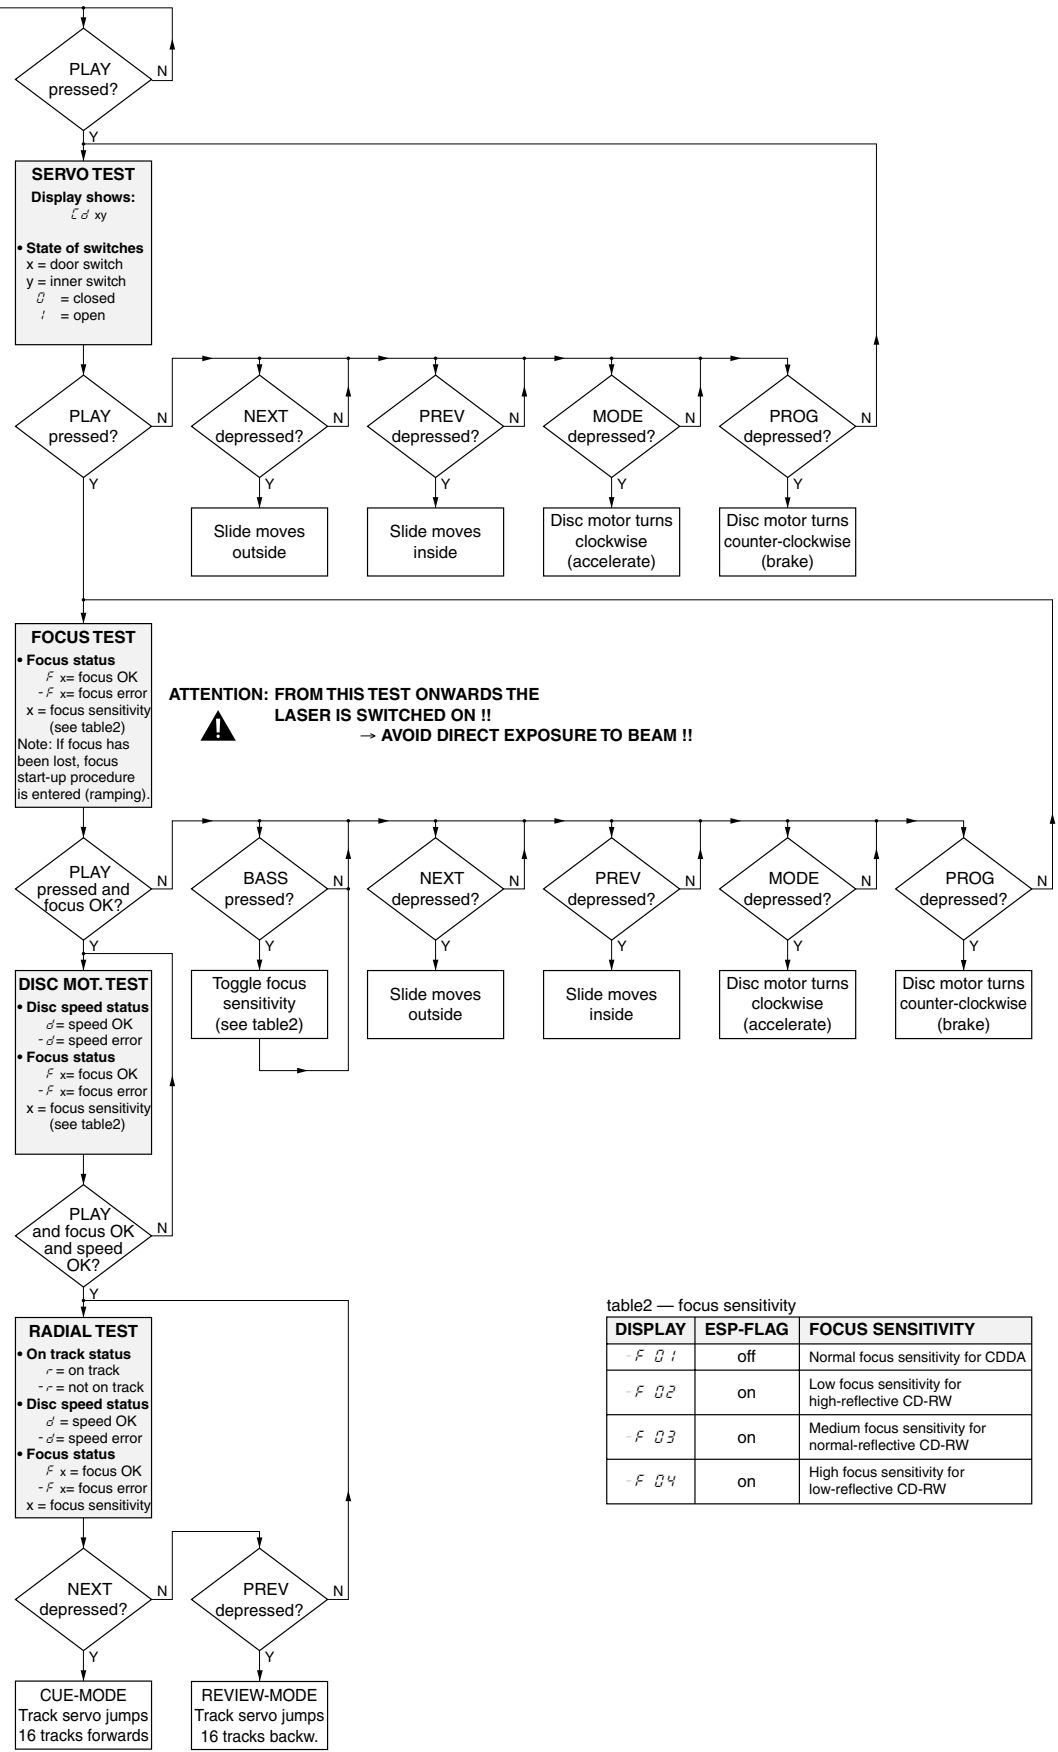 PLAY
pressed?
N
Y
SERVO TEST
Display shows:
Cd xy
• State of switches
x = door switch
y = inner switch
0 = closed
1 = open
PLAY
pressed?
N
Y
NEXT
depressed?
N
Y
PREV
depressed?
N
Y
MODE
depressed?
N
Y
PROG
depressed?
N
Y
Slide moves
outside
Slide moves
inside
Disc motor turns
clockwise
(accelerate)
Disc motor turns
counter-clockwise
(brake)
FOCUS TEST
• Focus status
F x= focus OK
-F x= focus error
x = focus sensitivity
(see table2)
Note: If focus has
been lost, focus
start-up procedure
is entered (ramping).
ATTENTION: FROM THIS TEST ONWARDS THE
LASER IS SWITCHED ON !!
→ AVOID DIRECT EXPOSURE TO BEAM !!
PLAY
pressed and
focus OK?
N
Y
BASS
pressed?
N
Y
NEXT
depressed?
N
Y
PREV
depressed?
N
Y
MODE
depressed?
N
Y
PROG
depressed?
N
Y
Toggle focus
sensitivity
(see table2)
Slide moves
outside
Slide moves
inside
Disc motor turns
clockwise
(accelerate)
Disc motor turns
counter-clockwise
(brake)
DISC MOT. TEST
• Disc speed status
d = speed OK
-d = speed error
• Focus status
F x= focus OK
-F x= focus error
x = focus sensitivity
(see table2)
PLAY
and focus OK
and speed
OK?
N
Y
RADIAL TEST
• On track status
r = on track
-r = not on track
• Disc speed status
d = speed OK
-d = speed error
• Focus status
F x = focus OK
-F x= focus error
x = focus sensitivity
NEXT
depressed?
N
Y
PREV
depressed?
N
Y
CUE-MODE
Track servo jumps
16 tracks forwards
REVIEW-MODE
Track servo jumps
16 tracks backw.
table2 — focus sensitivity
DISPLAY ESP-FLAG FOCUS SENSITIVITY
-F 01 off Normal focus sensitivity for CDDA
-F 02 on Low focus sensitivity for
high-reflective CD-RW
-F 03 on Medium focus sensitivity for
normal-reflective CD-RW
-F 04 on High focus sensitivity for
low-reflective CD-RW